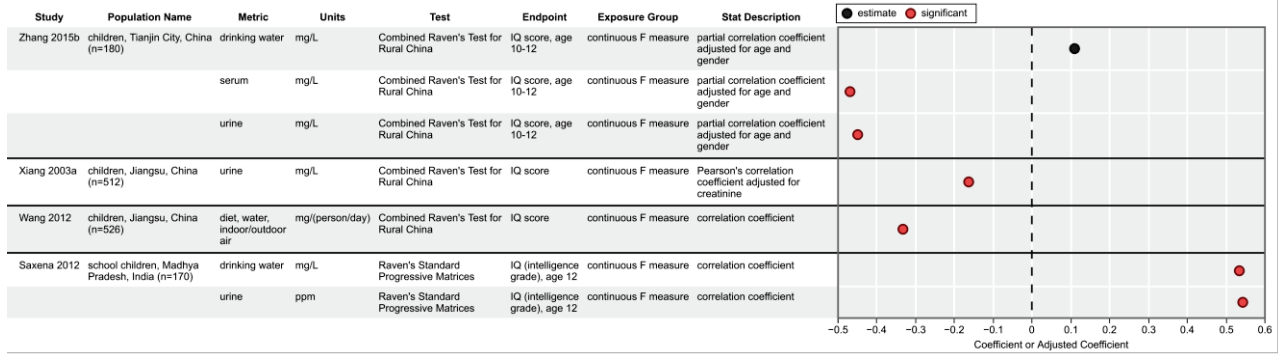 Study Population Name Metric Units Test Endpoint Exposure Group Stat Description
estimate significant
Zhang 2015b children, Tianjin City, China drinking water mg/L Combined Raven's Test for IQ score, age continuous F measure partial correlation coefficient
(n=180) Rural China 10-12 adjusted for age and
gender
serum mg/L Combined Raven's Test for IQ score, age continuous F measure partial correlation coefficient
Rural China 10-12 adjusted for age and
gender
urine mg/L Combined Raven's Test for IQ score, age continuous F measure partial correlation coefficient
Rural China 10-12 adjusted for age and
gender
Xiang 2003a children, Jiangsu, China urine mg/L Combined Raven's Test for IQ score continuous F measure Pearson's correlation
(n=512) Rural China coefficient adjusted for
creatinine
Wang 2012 children, Jiangsu, China diet, water, mg/(person/day) Combined Raven's Test for IQ score continuous F measure correlation coefficient
(n=526) indoor/outdoor Rural China
air
Saxena 2012 school children, Madhya drinking water mg/L Raven's Standard IQ (intelligence continuous F measure correlation coefficient
Pradesh, India (n=170) Progressive Matrices grade), age 12
urine ppm Raven's Standard IQ (intelligence continuous F measure correlation coefficient
Progressive Matrices grade), age 12
−0.5 −0.4 −0.3 −0.2 −0.1 0 0.1 0.2 0.3 0.4 0.5 0.6
Coefficient or Adjusted Coefficient